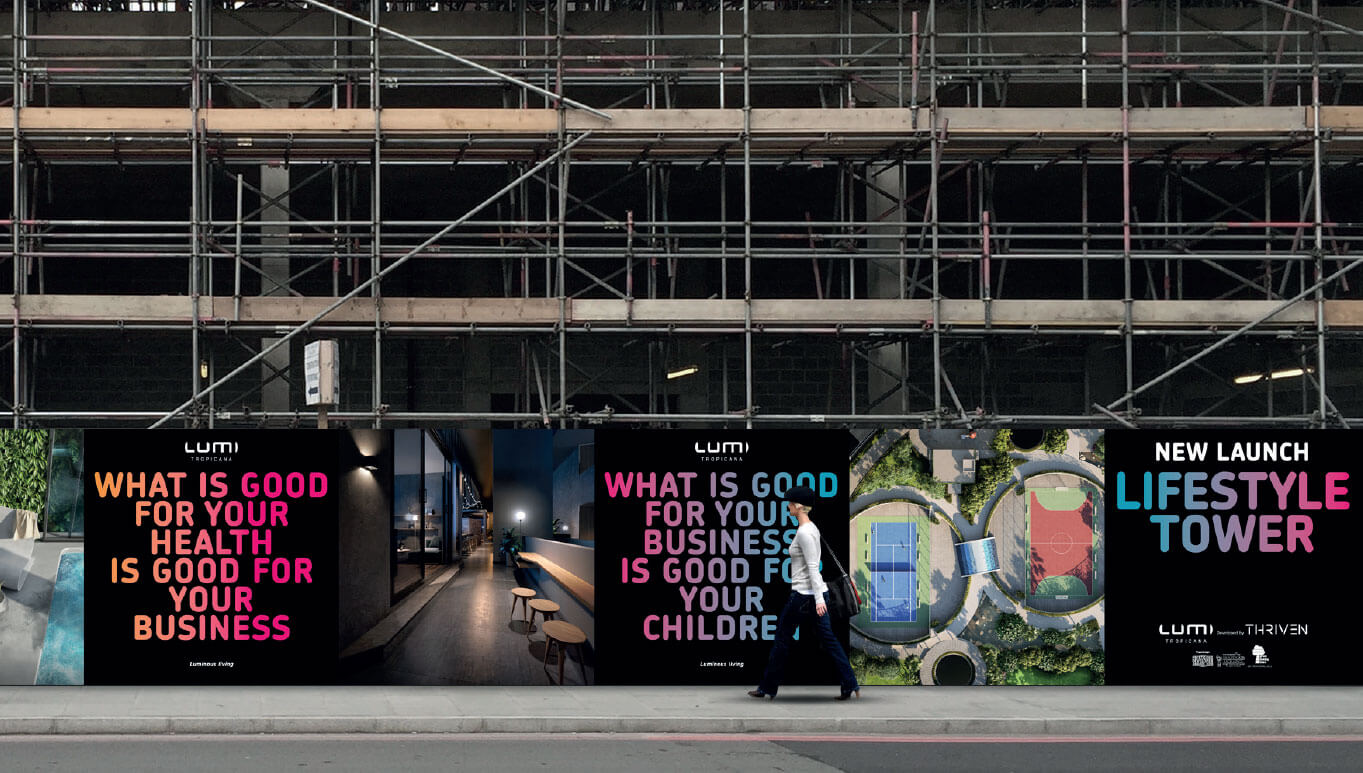 LUMI
TROPICANA
WHAT IS GOOD
FOR YOUR
HEALTH
IS GOOD FOR
YOUR
BUSINESS
Luminous living
LUMI
TROPICANA
WHAT IS GOOD
FOR YOUR
BUSINESS
IS GOOD FOR
YOUR
CHILDREN
Luminous living
NEW LAUNCH
LIFESTYLE
TOWER
LUMI
TROPICANA
Developed by THRIVEN